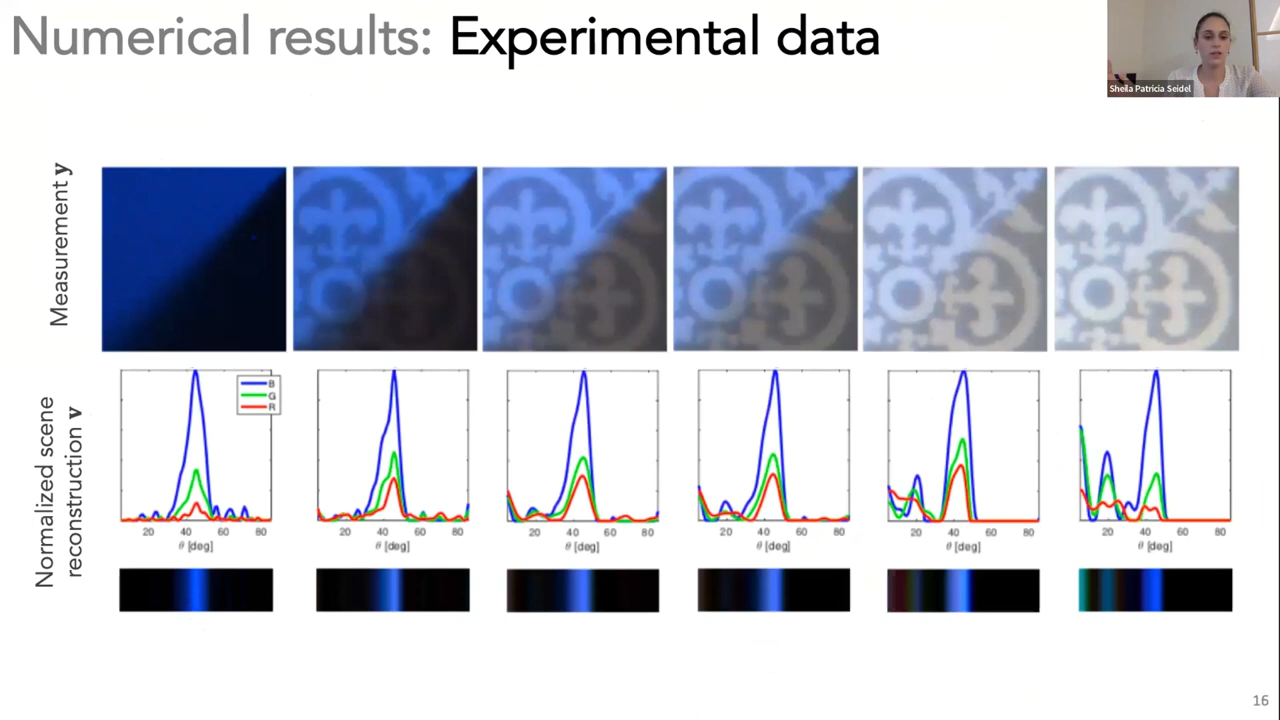 Numerical results: Experimental data
Sheila Patricia Seidel
Measurement y
B
G
R
20 40 60 80
θ [deg]
20 40 60 80
θ [deg]
20 40 60 80
θ [deg]
20 40 60 80
θ [deg]
20 40 60 80
θ [deg]
20 40 60 80
θ [deg]
Normalized scene
reconstruction v
16